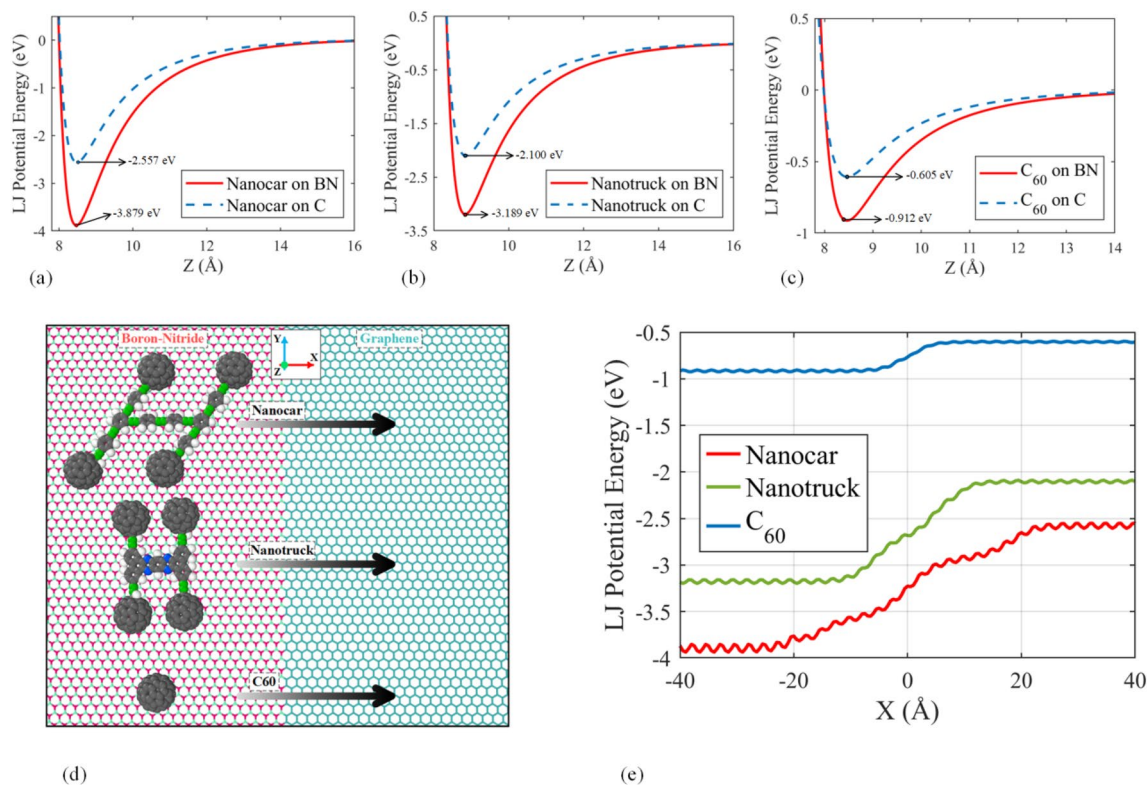 0
-1
-2
-3
-4
LJ Potential Energy (eV)
-2.557 eV
-3.879 eV
Nanocar on BN
Nanocar on C
8 10 12 14 16
Z (Å)
(a)
0.5
-0.5
-1.5
-2.5
-3.5
LJ Potential Energy (eV)
-2.100 eV
-3.189 eV
Nanotruck on BN
Nanotruck on C
8 10 12 14 16
Z (Å)
(b)
0.5
0
-0.5
-1
LJ Potential Energy (eV)
-0.605 eV
-0.912 eV
C60 on BN
C60 on C
8 9 10 11 12 13 14
Z (Å)
(c)
Boron-Nitride
Graphene
Y
X
Z
Nanocar
Nanotruck
C60
(d)
-0.5
-1
-1.5
-2
-2.5
-3
-3.5
-4
LJ Potential Energy (eV)
Nanocar
Nanotruck
C60
-40 -20 0 20 40
X (Å)
(e)